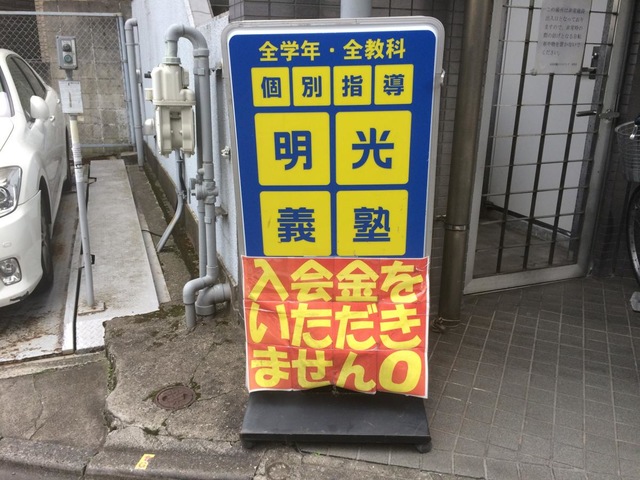 全学年・全教科
個別指導
明光
義塾
入会金を
いただき
ません０